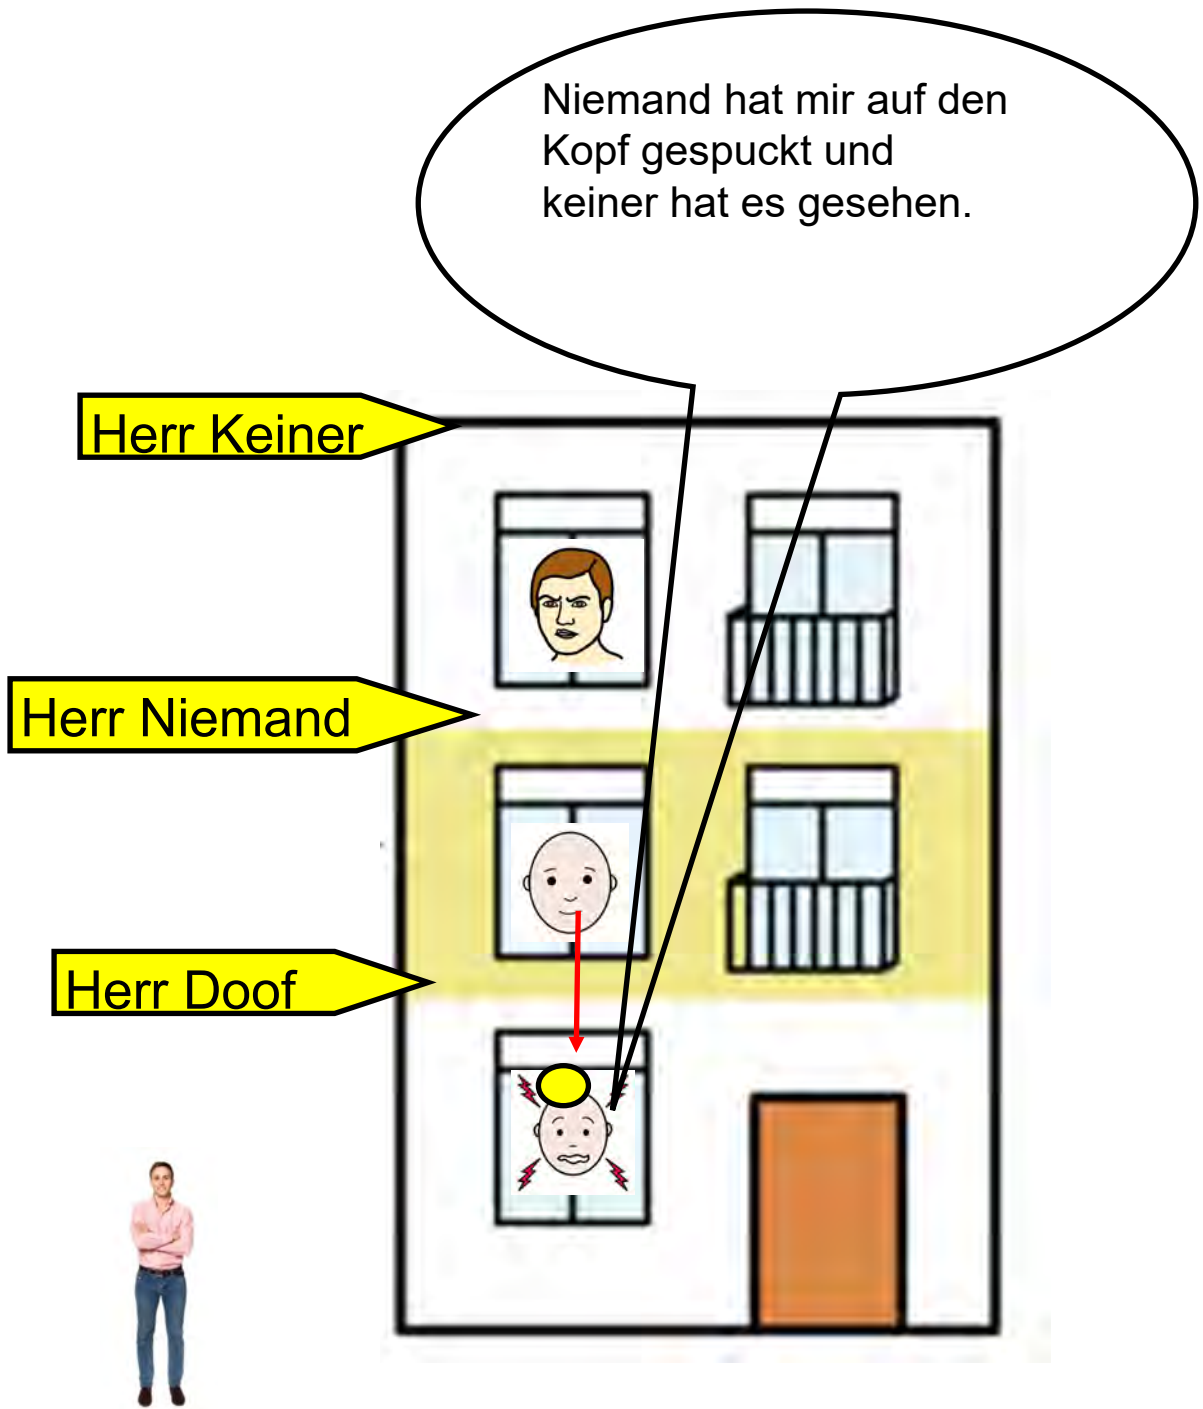 Niemand hat mir auf den
Kopf gespuckt und
keiner hat es gesehen.
Herr Keiner
Herr Niemand
Herr Doof